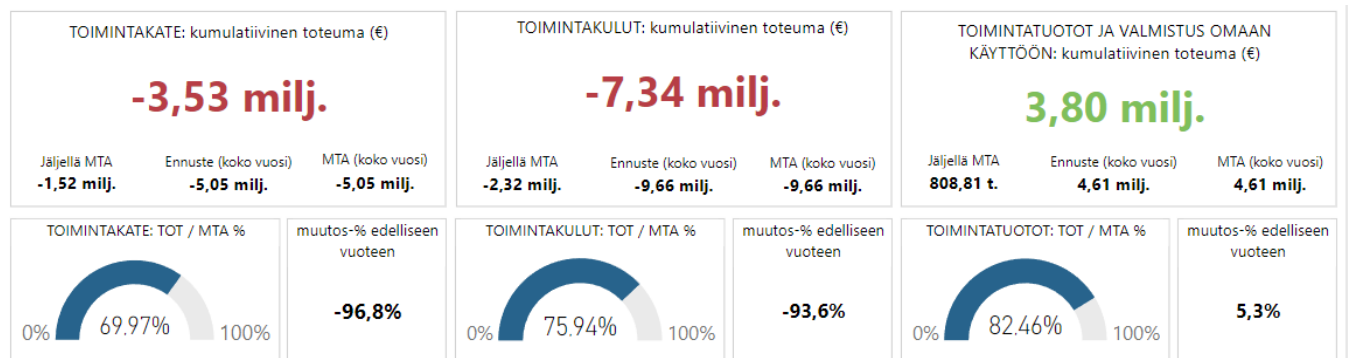 TOIMINTAKATE: kumulatiivinen toteuma (€)
-3,53 milj.
Jäljellä MTA
-1,52 milj.
Ennuste (koko vuosi)
-5,05 milj.
MTA (koko vuosi)
-5,05 milj.
TOIMINTAKULUT: kumulatiivinen toteuma (€)
-7,34 milj.
Jäljellä MTA
-2,32 milj.
Ennuste (koko vuosi)
-9,66 milj.
MTA (koko vuosi)
-9,66 milj.
TOIMINTATUOTOT JA VALMISTUS OMAAN
KÄYTTÖÖN: kumulatiivinen toteuma (€)
3,80 milj.
Jäljellä MTA
808,81 t.
Ennuste (koko vuosi)
4,61 milj.
MTA (koko vuosi)
4,61 milj.
TOIMINTAKATE: TOT / MTA %
0%
69.97%
100%
muutos-% edelliseen
vuoteen
-96,8%
TOIMINTAKULUT: TOT / MTA %
0%
75.94%
100%
muutos-% edelliseen
vuoteen
-93,6%
TOIMINTATUOTOT: TOT / MTA %
0%
82.46%
100%
muutos-% edelliseen
vuoteen
5,3%